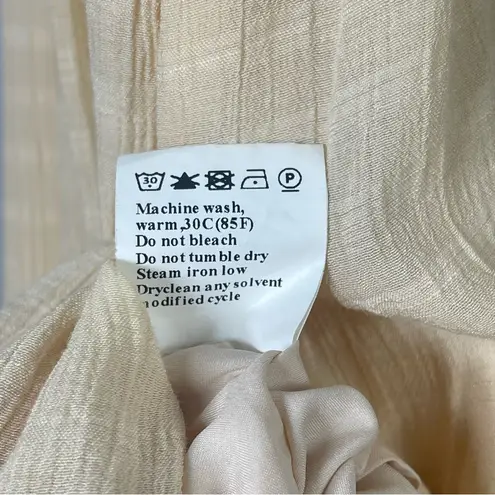 30 P
Machine wash,
warm,30C(85F)
Do not bleach
Do not tumble dry
Steam iron low
Dryclean any solvent
modified cycle